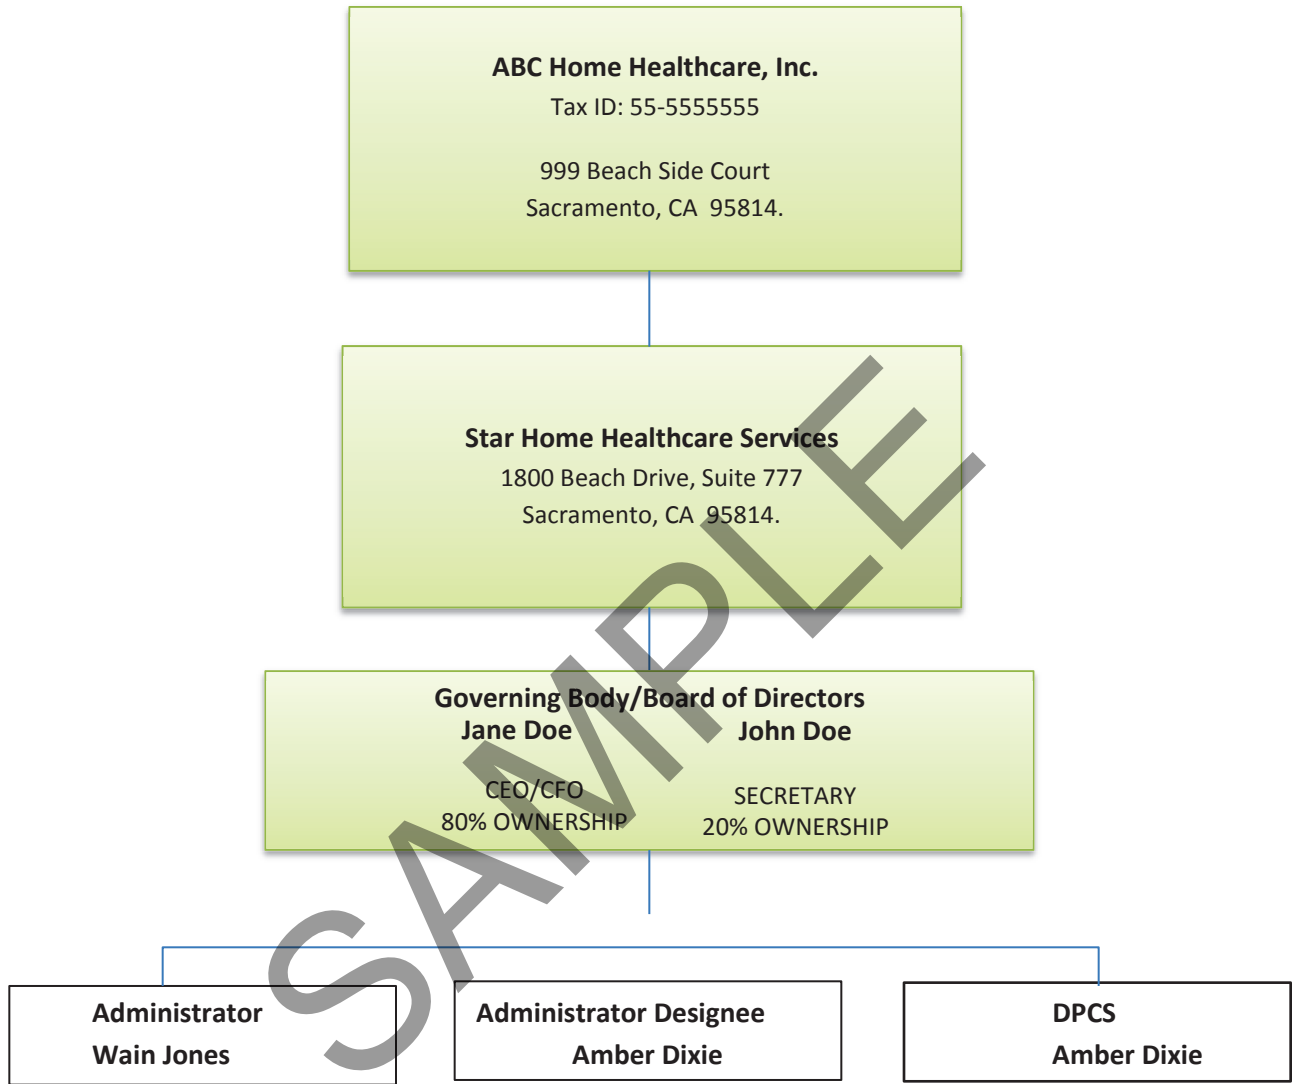 ABC Home Healthcare, Inc.
Tax ID: 55-5555555
999 Beach Side Court
Sacramento, CA  95814.
Star Home Healthcare Services
1800 Beach Drive, Suite 777
Sacramento, CA  95814.
Governing Body/Board of Directors
Jane Doe
John Doe
CEO/CFO
80% OWNERSHIP
SECRETARY
20% OWNERSHIP
Administrator
Wain Jones
Administrator Designee
Amber Dixie
DPCS
Amber Dixie
SAMPLE